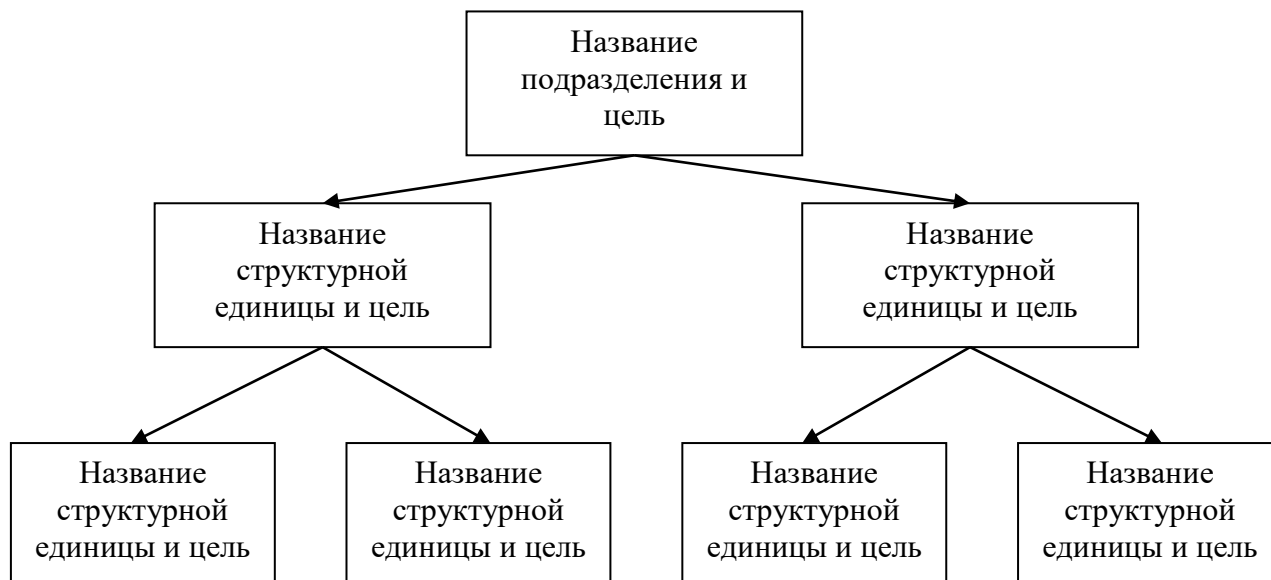 Название
подразделения и
цель
Название
структурной
единицы и цель
Название
структурной
единицы и цель
Название
структурной
единицы и цель
Название
структурной
единицы и цель
Название
структурной
единицы и цель
Название
структурной
единицы и цель